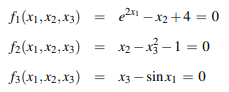 f₁(x₁,x₂,x₃) = e^{2x₁} − x₂ + 4 = 0
f₂(x₁,x₂,x₃) = x₂ − x₃² − 1 = 0
f₃(x₁,x₂,x₃) = x₃ − sin x₁ = 0